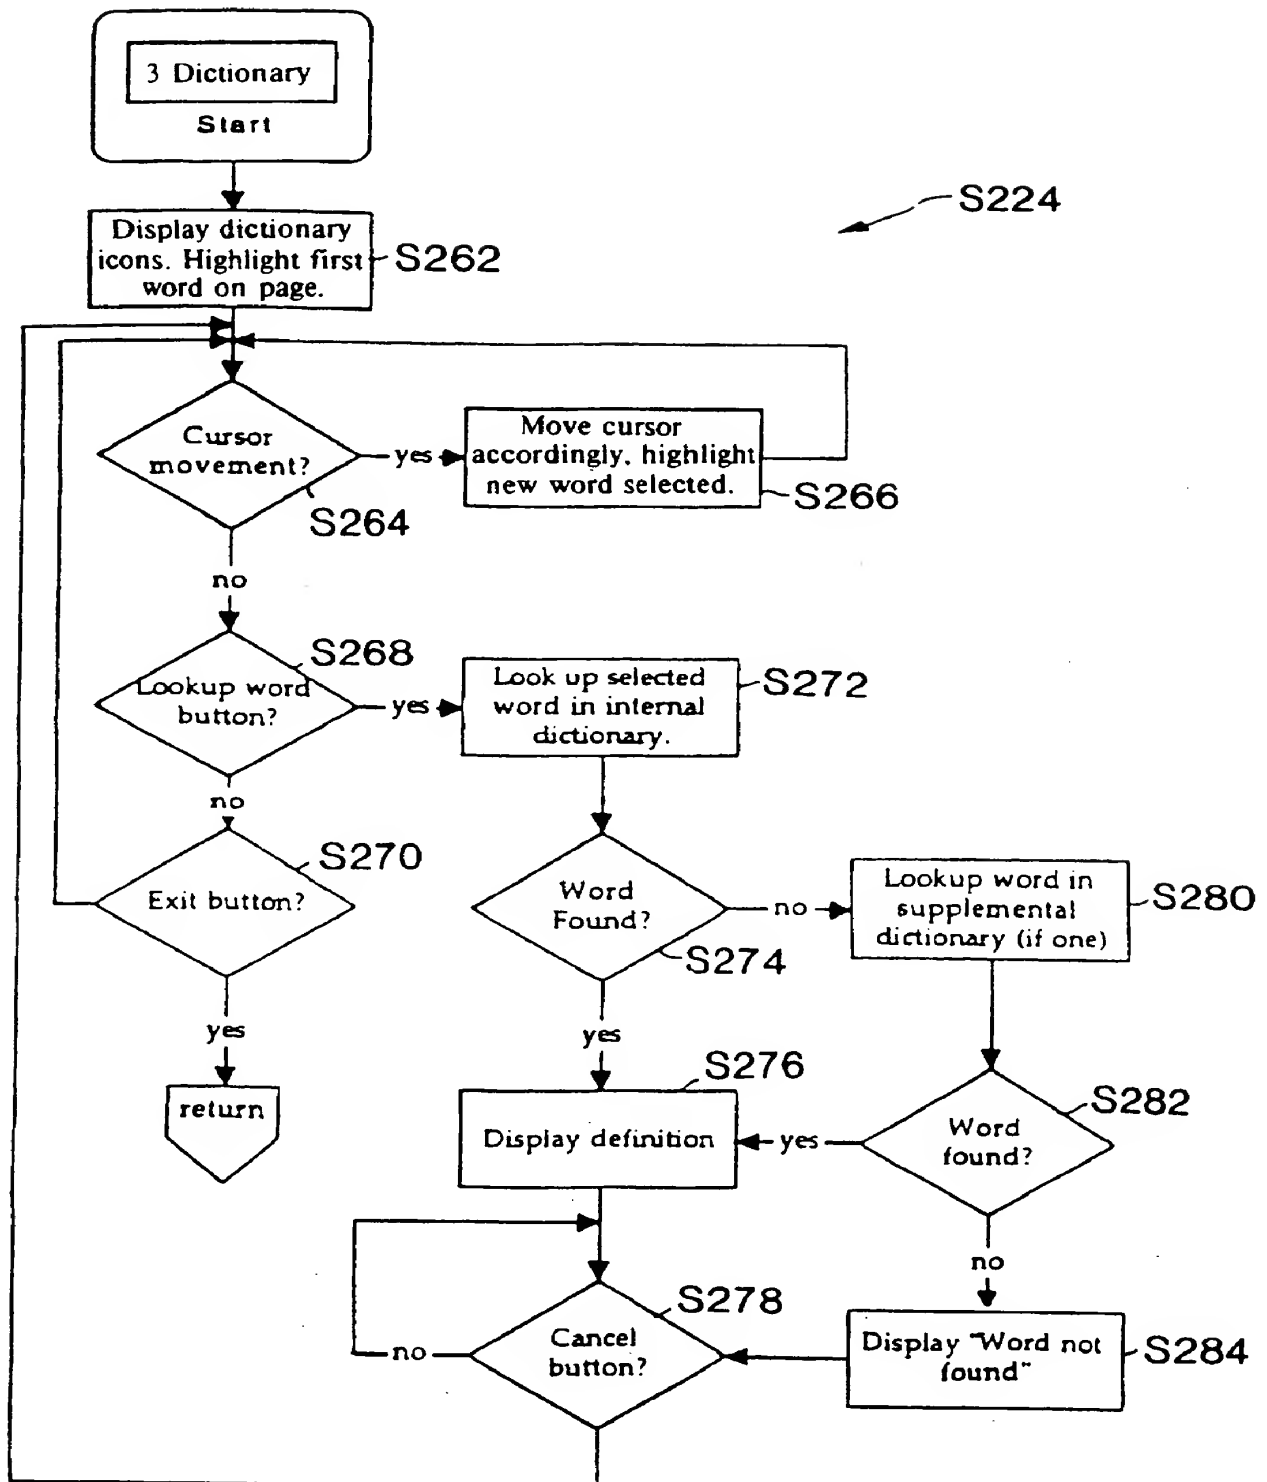 3 Dictionary
Start
S224
Display dictionary
icons. Highlight first
word on page.
S262
Cursor
movement?
S264
yes
Move cursor
accordingly, highlight
new word selected.
S266
no
S268
Lookup word
button?
yes
Look up selected
word in internal
dictionary.
S272
no
S270
Exit button?
yes
return
Word
Found?
S274
no
Lookup word in
supplemental
dictionary (if one)
S280
yes
S276
Display definition
yes
Word
found?
S282
no
S278
Cancel
button?
no
Display "Word not
found"
S284